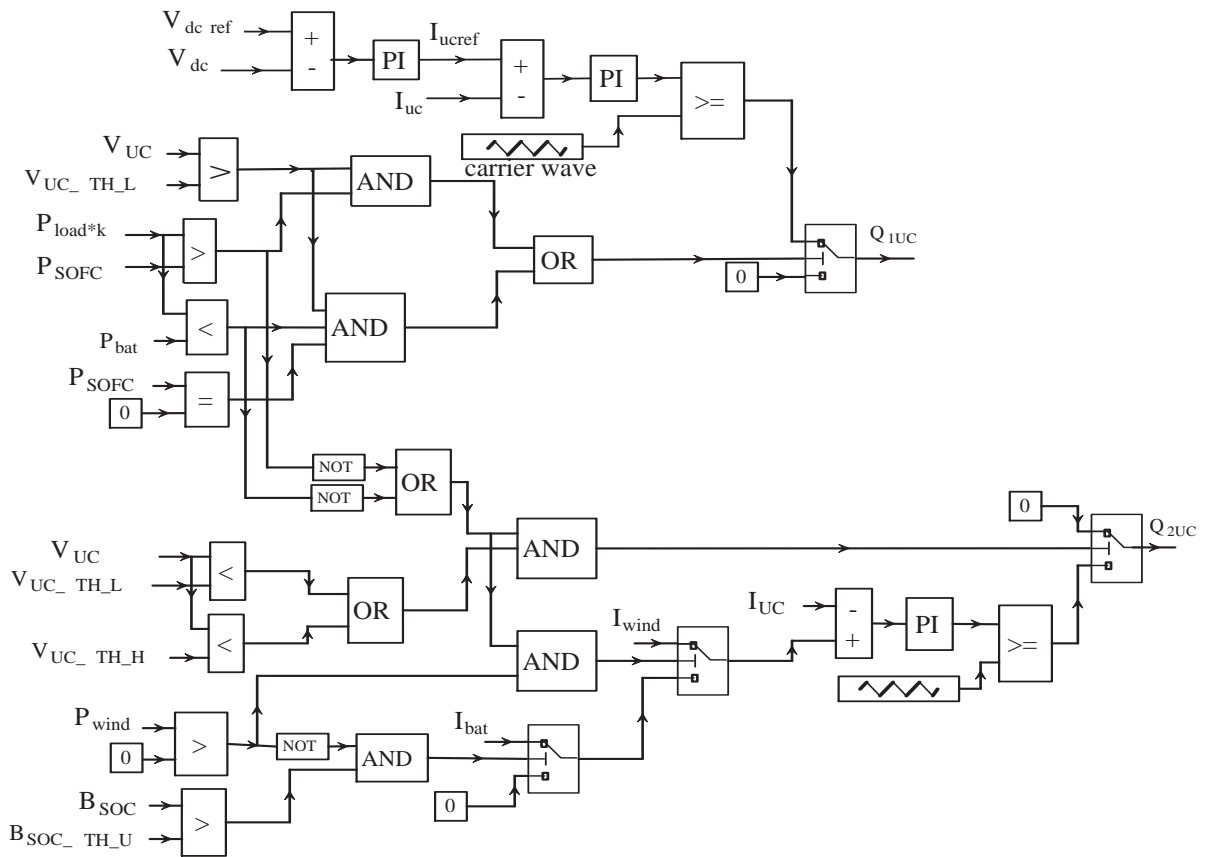 V dc ref
+
-
V dc
PI
I ucref
+
-
I uc
PI
>=
carrier wave
V UC
V UC_ TH_L
>
AND
P load*k
P SOFC
>
OR
Q 1UC
0
P bat
<
AND
P SOFC
0
=
NOT
NOT
OR
0
Q 2UC
V UC
V UC_ TH_L
<
AND
OR
V UC_ TH_H
<
I UC
-
+
PI
>=
I wind
AND
P wind
0
>
NOT
AND
I bat
0
B SOC
B SOC_ TH_U
>